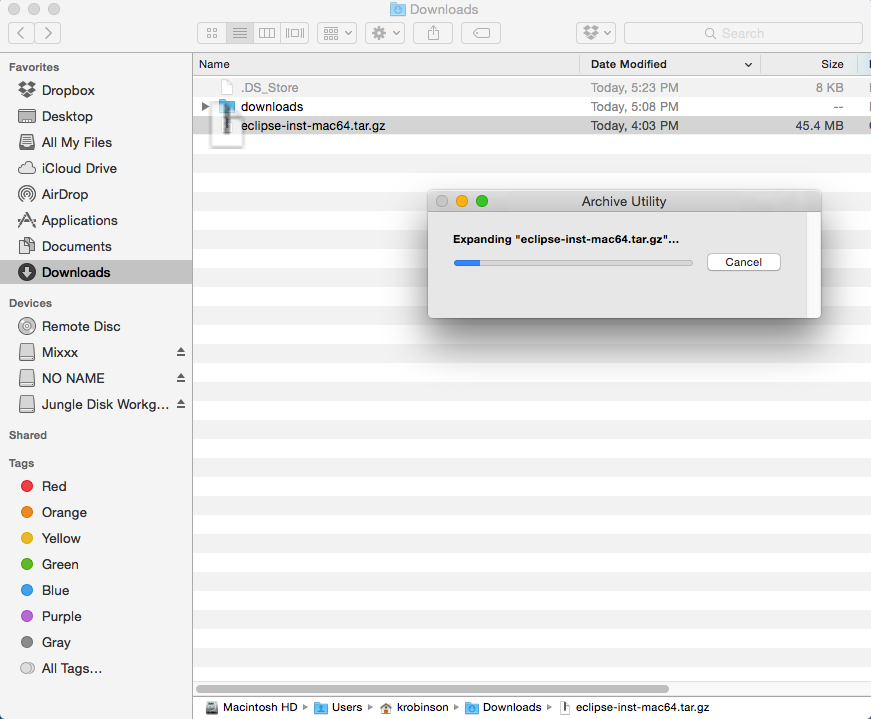 Downloads
Search
Favorites
Dropbox
Desktop
All My Files
iCloud Drive
AirDrop
Applications
Documents
Downloads
Devices
Remote Disc
Mixxx
NO NAME
Jungle Disk Workg...
Shared
Tags
Red
Orange
Yellow
Green
Blue
Purple
Gray
All Tags...
Name Date Modified Size
.DS_Store Today, 5:23 PM 8 KB
downloads Today, 5:08 PM --
eclipse-inst-mac64.tar.gz Today, 4:03 PM 45.4 MB
Archive Utility
Expanding "eclipse-inst-mac64.tar.gz"...
Cancel
Macintosh HD Users krobinson Downloads eclipse-inst-mac64.tar.gz